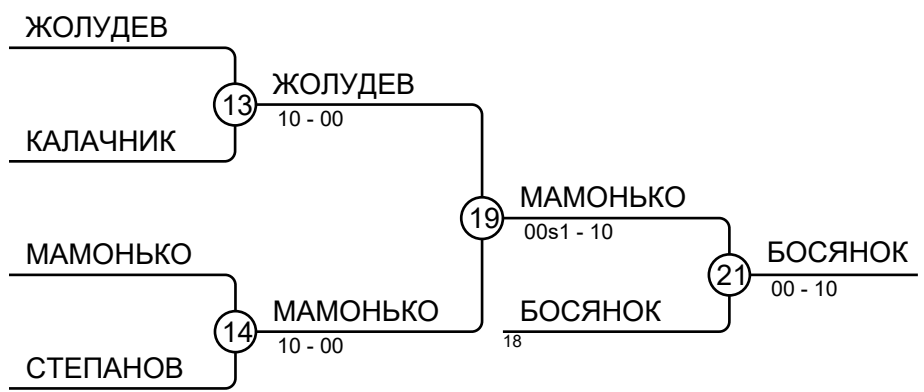 ЖОЛУДЕВ
13
ЖОЛУДЕВ
10 - 00
КАЛАЧНИК
19
МАМОНЬКО
00s1 - 10
МАМОНЬКО
21
БОСЯНОК
00 - 10
14
МАМОНЬКО
10 - 00
БОСЯНОК
18
СТЕПАНОВ